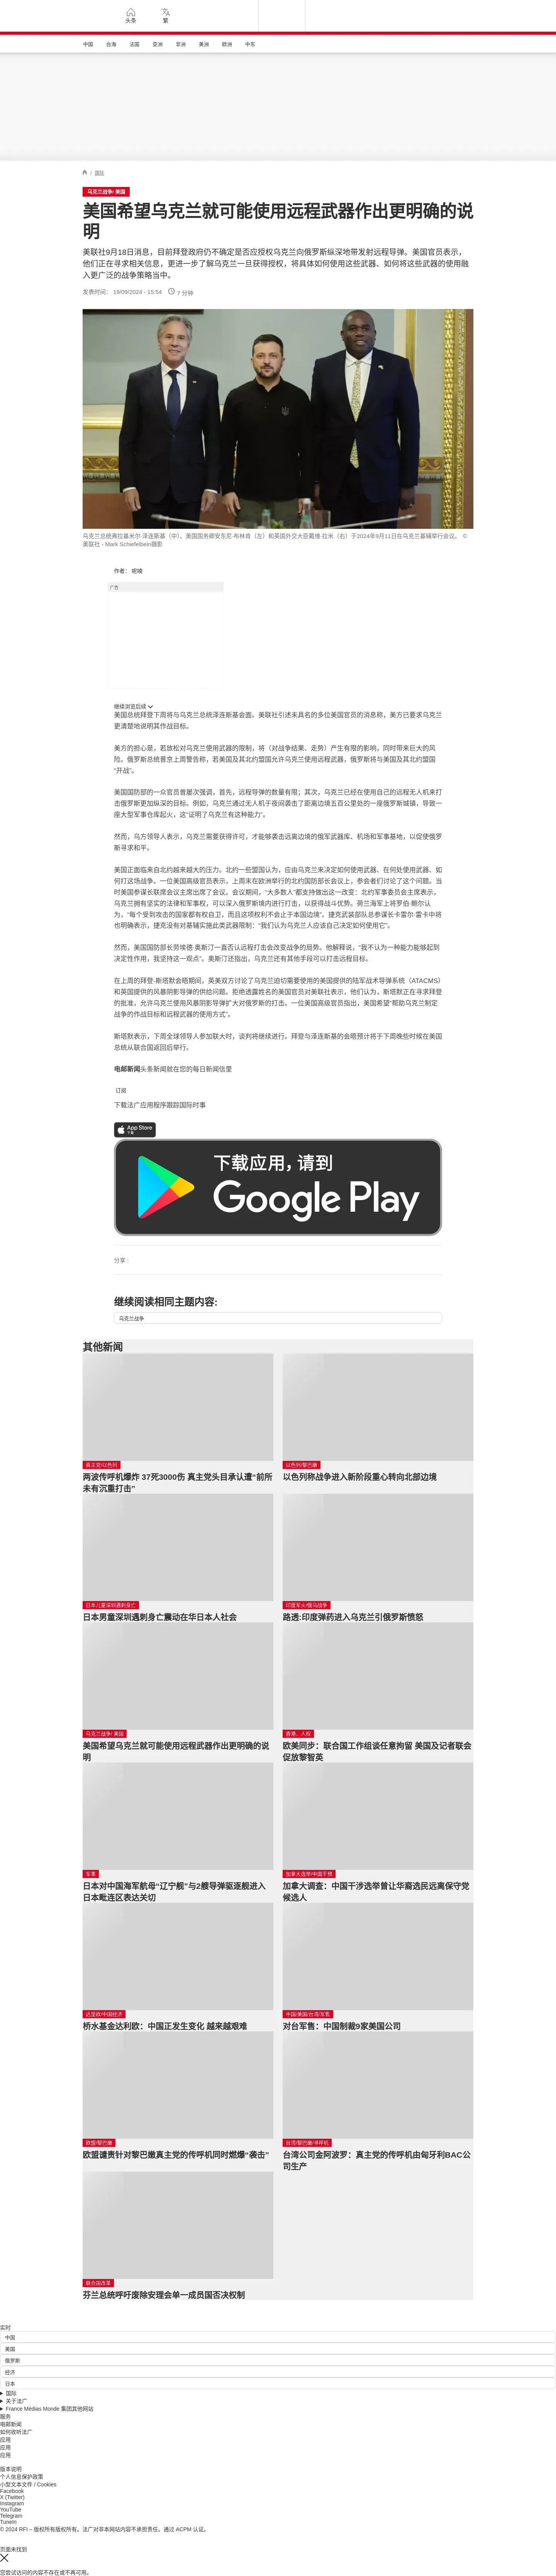 头条
繁
中国
台海
法国
亚洲
非洲
美洲
欧洲
中东
/ 国际
乌克兰战争/ 美国
美国希望乌克兰就可能使用远程武器作出更明确的说
明
美联社9月18日消息，目前拜登政府仍不确定是否应授权乌克兰向俄罗斯纵深地带发射远程导弹。美国官员表示，
他们正在寻求相关信息，更进一步了解乌克兰一旦获得授权，将具体如何使用这些武器、如何将这些武器的使用融
入更广泛的战争策略当中。
发表时间： 19/09/2024 - 15:54 7 分钟
乌克兰总统弗拉基米尔·泽连斯基（中）、美国国务卿安东尼·布林肯（左）和英国外交大臣戴维·拉米（右）于2024年9月11日在乌克兰基辅举行会议。 ©
美联社 - Mark Schiefelbein摄影
作者： 呢喃
广告
继续浏览后续
美国总统拜登下周将与乌克兰总统泽连斯基会面。美联社引述未具名的多位美国官员的消息称，美方已要求乌克兰
更清楚地说明其作战目标。
美方的担心是，若放松对乌克兰使用武器的限制，将（对战争结果、走势）产生有限的影响，同时带来巨大的风
险。俄罗斯总统普京上周警告称，若美国及其北约盟国允许乌克兰使用远程武器，俄罗斯将与美国及其北约盟国
“开战”。
美国国防部的一众官员曾屡次强调，首先，远程导弹的数量有限；其次，乌克兰已经在使用自己的远程无人机来打
击俄罗斯更加纵深的目标。例如，乌克兰通过无人机于夜间袭击了距离边境五百公里处的一座俄罗斯城镇，导致一
座大型军事仓库起火，这“证明了乌克兰有这种能力”。
然而，乌方领导人表示，乌克兰需要获得许可，才能够袭击远离边境的俄军武器库、机场和军事基地，以促使俄罗
斯寻求和平。
美国正面临来自北约越来越大的压力。北约一些盟国认为，应由乌克兰来决定如何使用武器、在何处使用武器、如
何打这场战争。一位美国高级官员表示，上周末在欧洲举行的北约国防部长会议上，参会者们讨论了这个问题。当
时美国参谋长联席会议主席出席了会议。会议期间，“大多数人”都支持做出这一改变：北约军事委员会主席表示，
乌克兰拥有坚实的法律和军事权，可以深入俄罗斯境内进行打击，以获得战斗优势。荷兰海军上将罗伯·鲍尔认
为，“每个受到攻击的国家都有权自卫，而且这项权利不会止于本国边境”。捷克武装部队总参谋长卡雷尔·雷卡中将
也明确表示，捷克没有对基辅实施此类武器限制：“我们认为乌克兰人应该自己决定如何使用它”。
然而，美国国防部长劳埃德·奥斯汀一直否认远程打击会改变战争的局势。他解释说，“我不认为一种能力能够起到
决定性作用，我坚持这一观点”。奥斯汀还指出，乌克兰还有其他手段可以打击远程目标。
在上周的拜登-斯塔默会晤期间，英美双方讨论了乌克兰迫切需要使用的美国提供的陆军战术导弹系统（ATACMS）
和英国提供的风暴阴影导弹的供给问题。拒绝透露姓名的美国官员对美联社表示，他们认为，斯塔默正在寻求拜登
的批准，允许乌克兰使用风暴阴影导弹扩大对俄罗斯的打击。一位美国高级官员指出，美国希望“帮助乌克兰制定
战争的作战目标和远程武器的使用方式”。
斯塔默表示，下周全球领导人参加联大时，谈判将继续进行。拜登与泽连斯基的会晤预计将于下周晚些时候在美国
总统从联合国返回后举行。
电邮新闻头条新闻就在您的每日新闻信里
订阅
下载法广应用程序跟踪国际时事
App Store
下载
下载应用，请到
Google Play
分享 :
继续阅读相同主题内容:
乌克兰战争
其他新闻
真主党/以色列
两波传呼机爆炸 37死3000伤 真主党头目承认遭“前所
未有沉重打击”
以色列/黎巴嫩
以色列称战争进入新阶段重心转向北部边境
日本儿童深圳遇刺身亡
日本男童深圳遇刺身亡震动在华日本人社会
印度军火/俄乌战争
路透:印度弹药进入乌克兰引俄罗斯愤怒
乌克兰战争/ 美国
美国希望乌克兰就可能使用远程武器作出更明确的说
明
香港、人权
欧美同步：联合国工作组谈任意拘留 美国及记者联会
促放黎智英
军事
日本对中国海军航母“辽宁舰”与2艘导弹驱逐舰进入
日本毗连区表达关切
加拿大选举/中国干预
加拿大调查：中国干涉选举曾让华裔选民远离保守党
候选人
达里欧/中国经济
桥水基金达利欧：中国正发生变化 越来越艰难
中国/美国/台湾/军售
对台军售：中国制裁9家美国公司
欧盟/黎巴嫩
欧盟谴责针对黎巴嫩真主党的传呼机同时燃爆“袭击”
台湾/黎巴嫩/寻呼机
台湾公司金阿波罗：真主党的传呼机由匈牙利BAC公
司生产
联合国改革
芬兰总统呼吁废除安理会单一成员国否决权制
实时
中国
美国
俄罗斯
经济
日本
国际
关于法广
France Médias Monde 集团其他网站
服务
电邮新闻
如何收听法广
应用
应用
应用
版本说明
个人信息保护政策
小型文本文件 / Cookies
Facebook
X (Twitter)
Instagram
YouTube
Telegram
TuneIn
© 2024 RFI – 版权所有版权所有。法广对非本网站内容不承担责任。通过 ACPM 认证。
页面未找到
您尝试访问的内容不存在或不再可用。